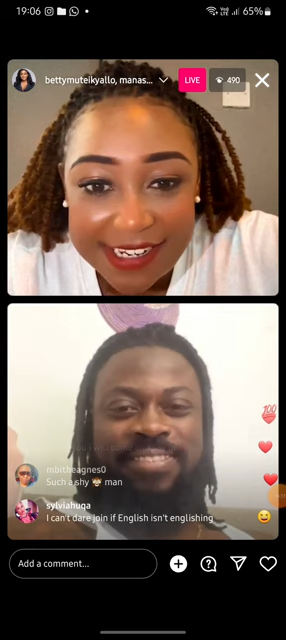 19:06
65%
bettymuteikyallo, manas...
LIVE
490
100
mbitheagnes0
Such a shy man
sylviahuqa
I can't dare join if English isn't englishing
Add a comment...